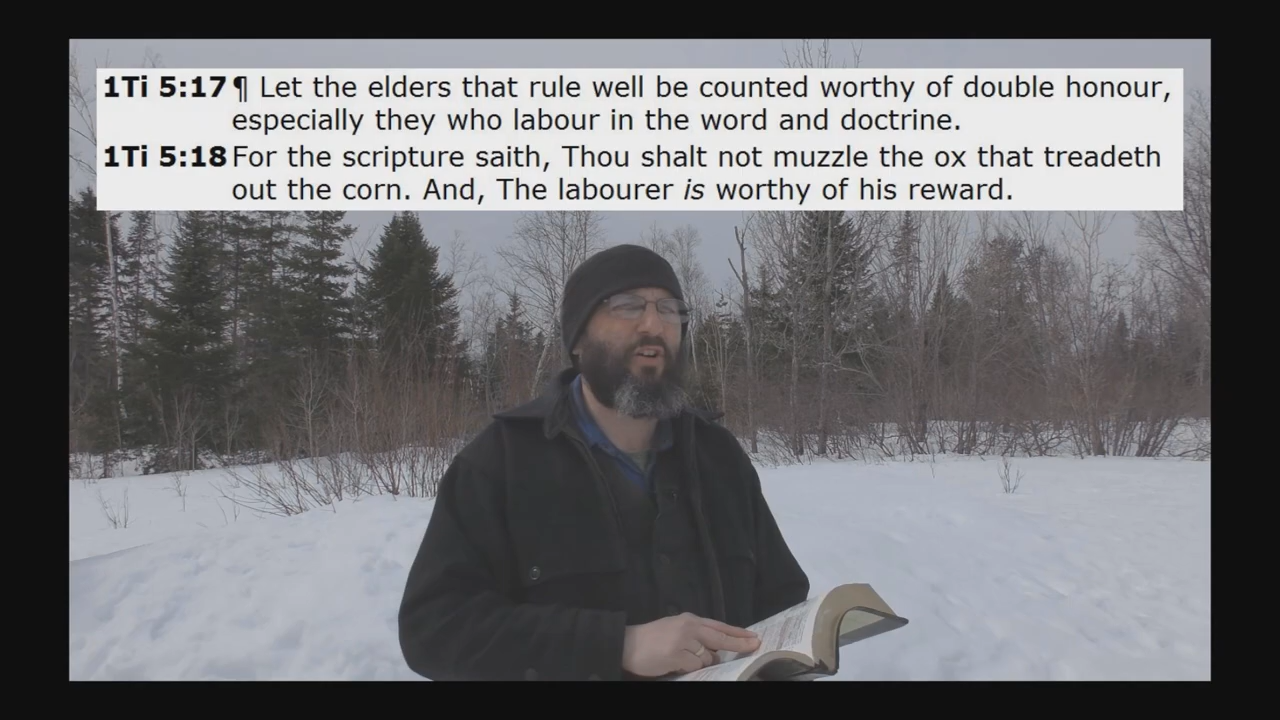 1Ti 5:17 ¶ Let the elders that rule well be counted worthy of double honour,
especially they who labour in the word and doctrine.
1Ti 5:18 For the scripture saith, Thou shalt not muzzle the ox that treadeth
out the corn. And, The labourer is worthy of his reward.